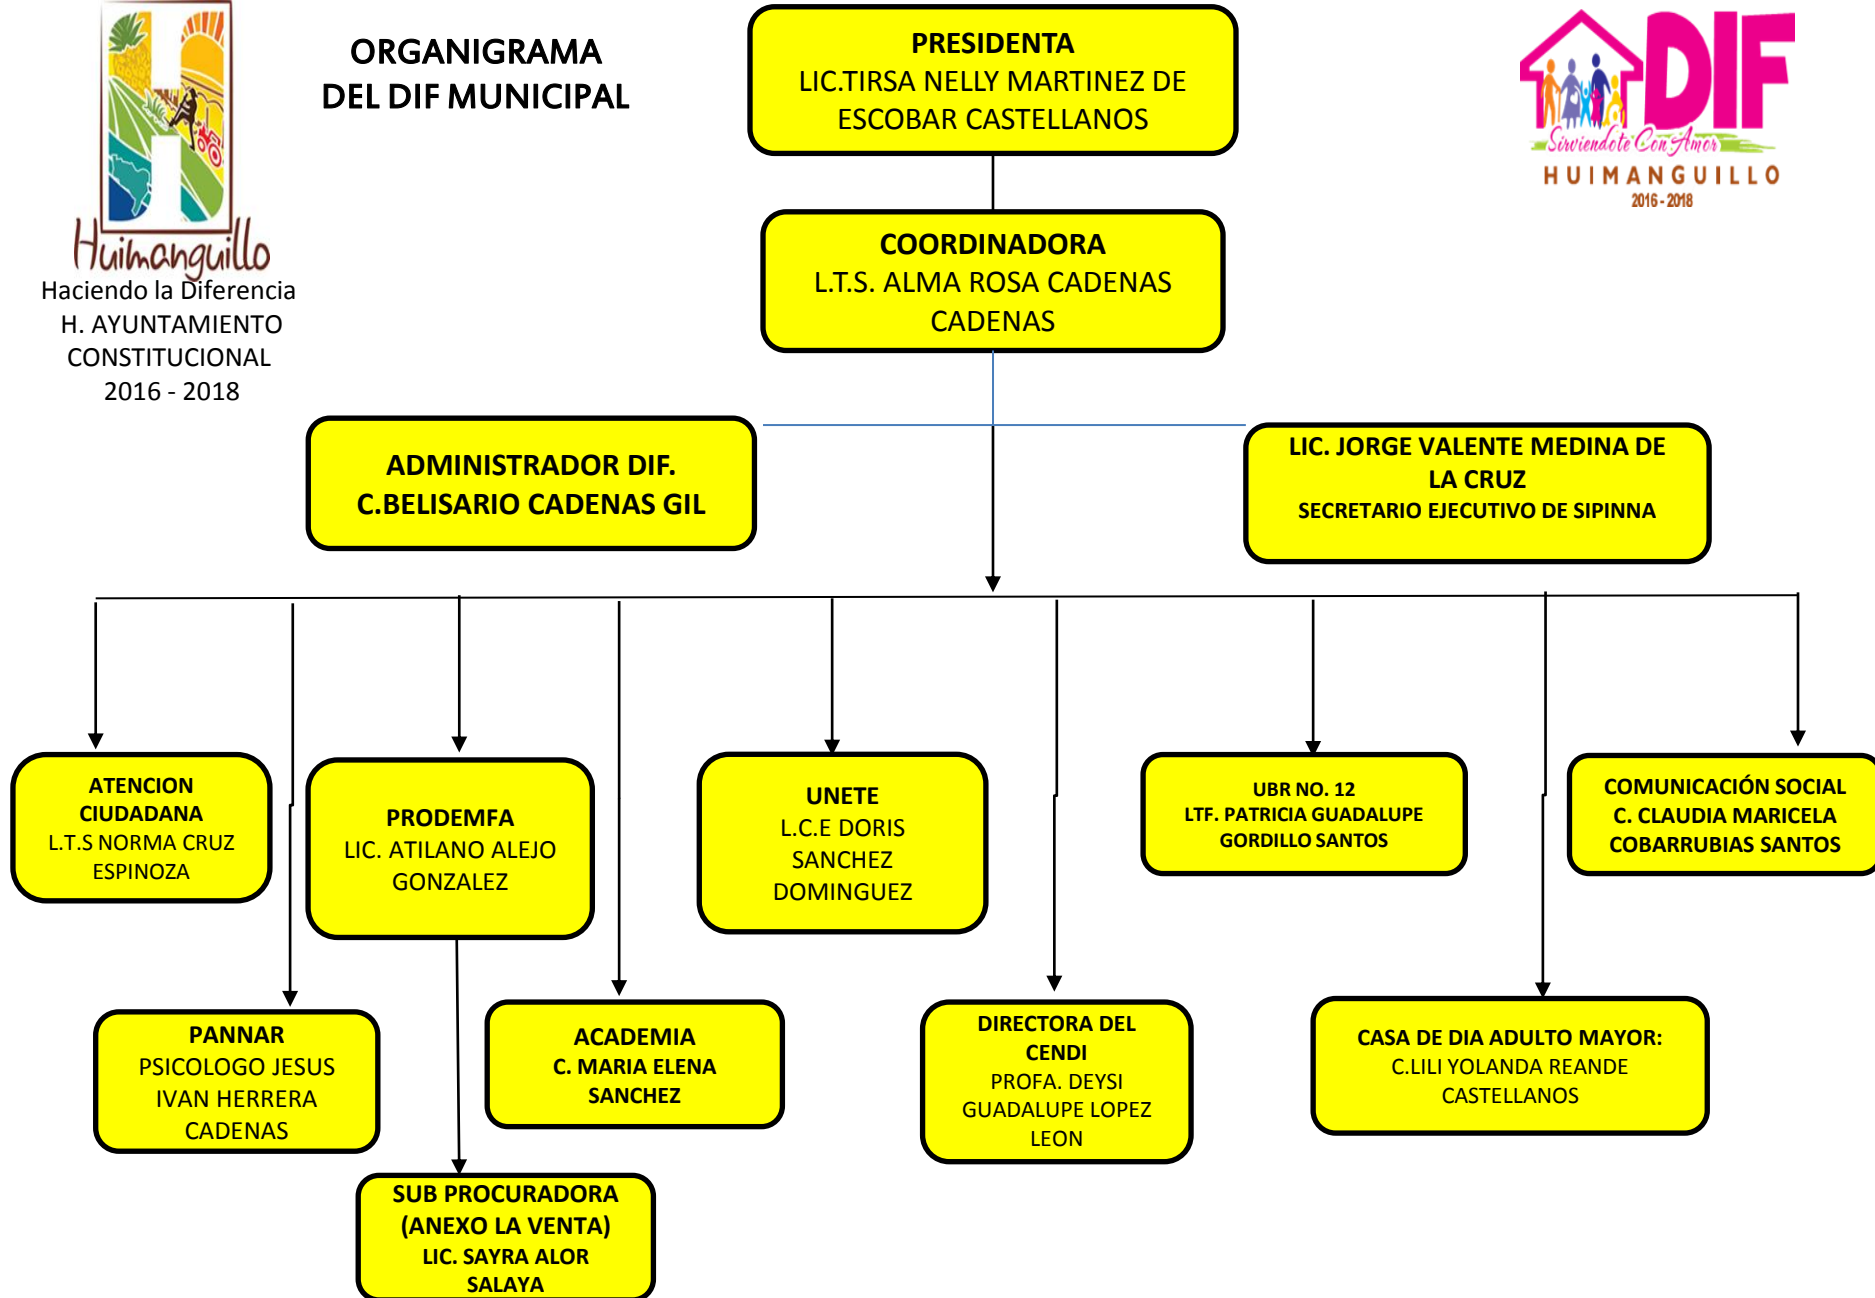 ORGANIGRAMA
DEL DIF MUNICIPAL
Huimanguillo
Haciendo la Diferencia
H. AYUNTAMIENTO
CONSTITUCIONAL
2016 - 2018
PRESIDENTA
LIC.TIRSA NELLY MARTINEZ DE
ESCOBAR CASTELLANOS
DIF
Sirviendote Con Amor
HUIMANGUILLO
2016 - 2018
COORDINADORA
L.T.S. ALMA ROSA CADENAS
CADENAS
ADMINISTRADOR DIF.
C.BELISARIO CADENAS GIL
LIC. JORGE VALENTE MEDINA DE
LA CRUZ
SECRETARIO EJECUTIVO DE SIPINNA
ATENCION
CIUDADANA
L.T.S NORMA CRUZ
ESPINOZA
PRODEMFA
LIC. ATILANO ALEJO
GONZALEZ
UNETE
L.C.E DORIS
SANCHEZ
DOMINGUEZ
UBR NO. 12
LTF. PATRICIA GUADALUPE
GORDILLO SANTOS
COMUNICACIÓN SOCIAL
C. CLAUDIA MARICELA
COBARRUBIAS SANTOS
PANNAR
PSICOLOGO JESUS
IVAN HERRERA
CADENAS
ACADEMIA
C. MARIA ELENA
SANCHEZ
DIRECTORA DEL
CENDI
PROFA. DEYSI
GUADALUPE LOPEZ
LEON
CASA DE DIA ADULTO MAYOR:
C.LILI YOLANDA REANDE
CASTELLANOS
SUB PROCURADORA
(ANEXO LA VENTA)
LIC. SAYRA ALOR
SALAYA